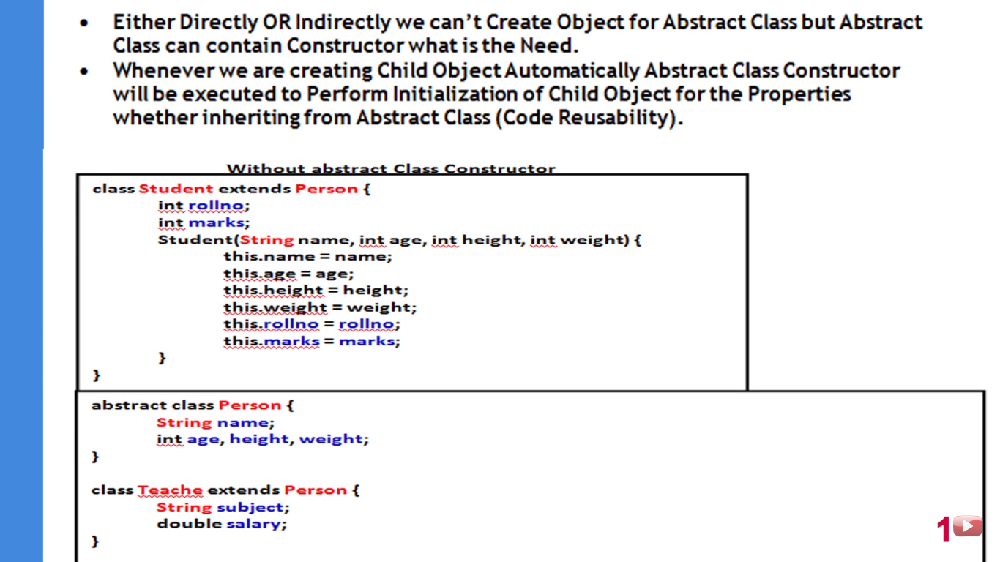 • Either Directly OR Indirectly we can't Create Object for Abstract Class but Abstract
Class can contain Constructor what is the Need.
• Whenever we are creating Child Object Automatically Abstract Class Constructor
will be executed to Perform Initialization of Child Object for the Properties
whether inheriting from Abstract Class (Code Reusability).
Without abstract Class Constructor
class Student extends Person {
int rollno;
int marks;
Student(String name, int age, int height, int weight) {
this.name = name;
this.age = age;
this.height = height;
this.weight = weight;
this.rollno = rollno;
this.marks = marks;
}
}
abstract class Person {
String name;
int age, height, weight;
}
class Teache extends Person {
String subject;
double salary;
}
1